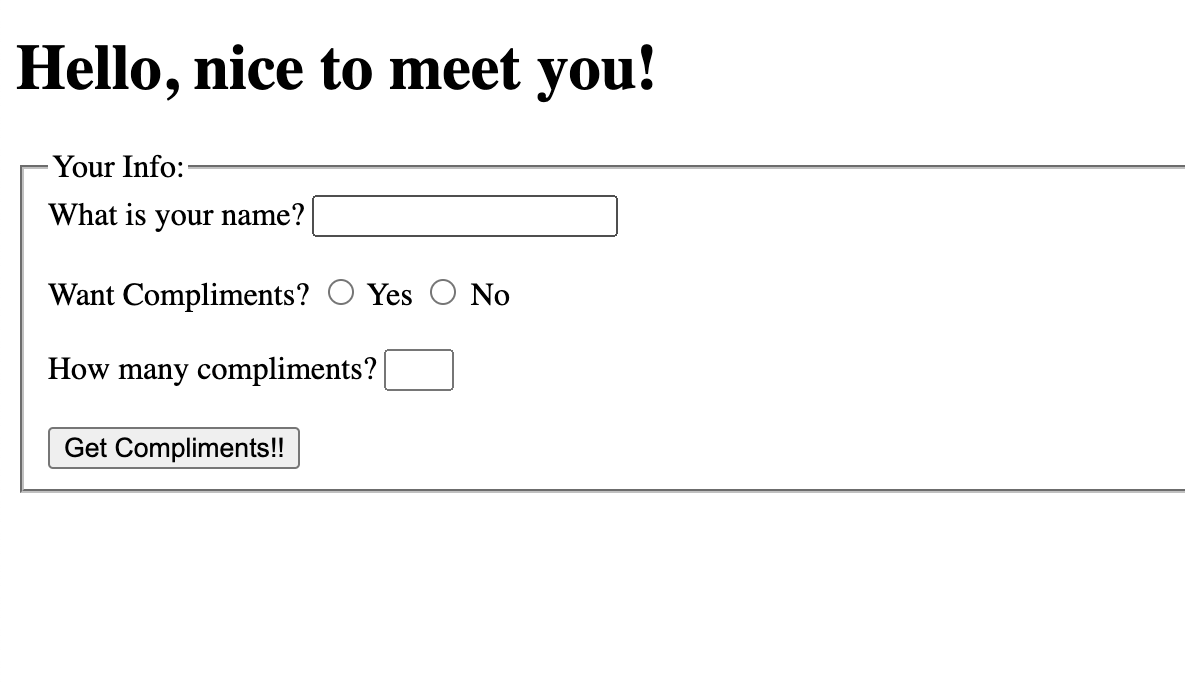 Hello, nice to meet you!
Your Info:
What is your name?
Want Compliments? Yes No
How many compliments?
Get Compliments!!